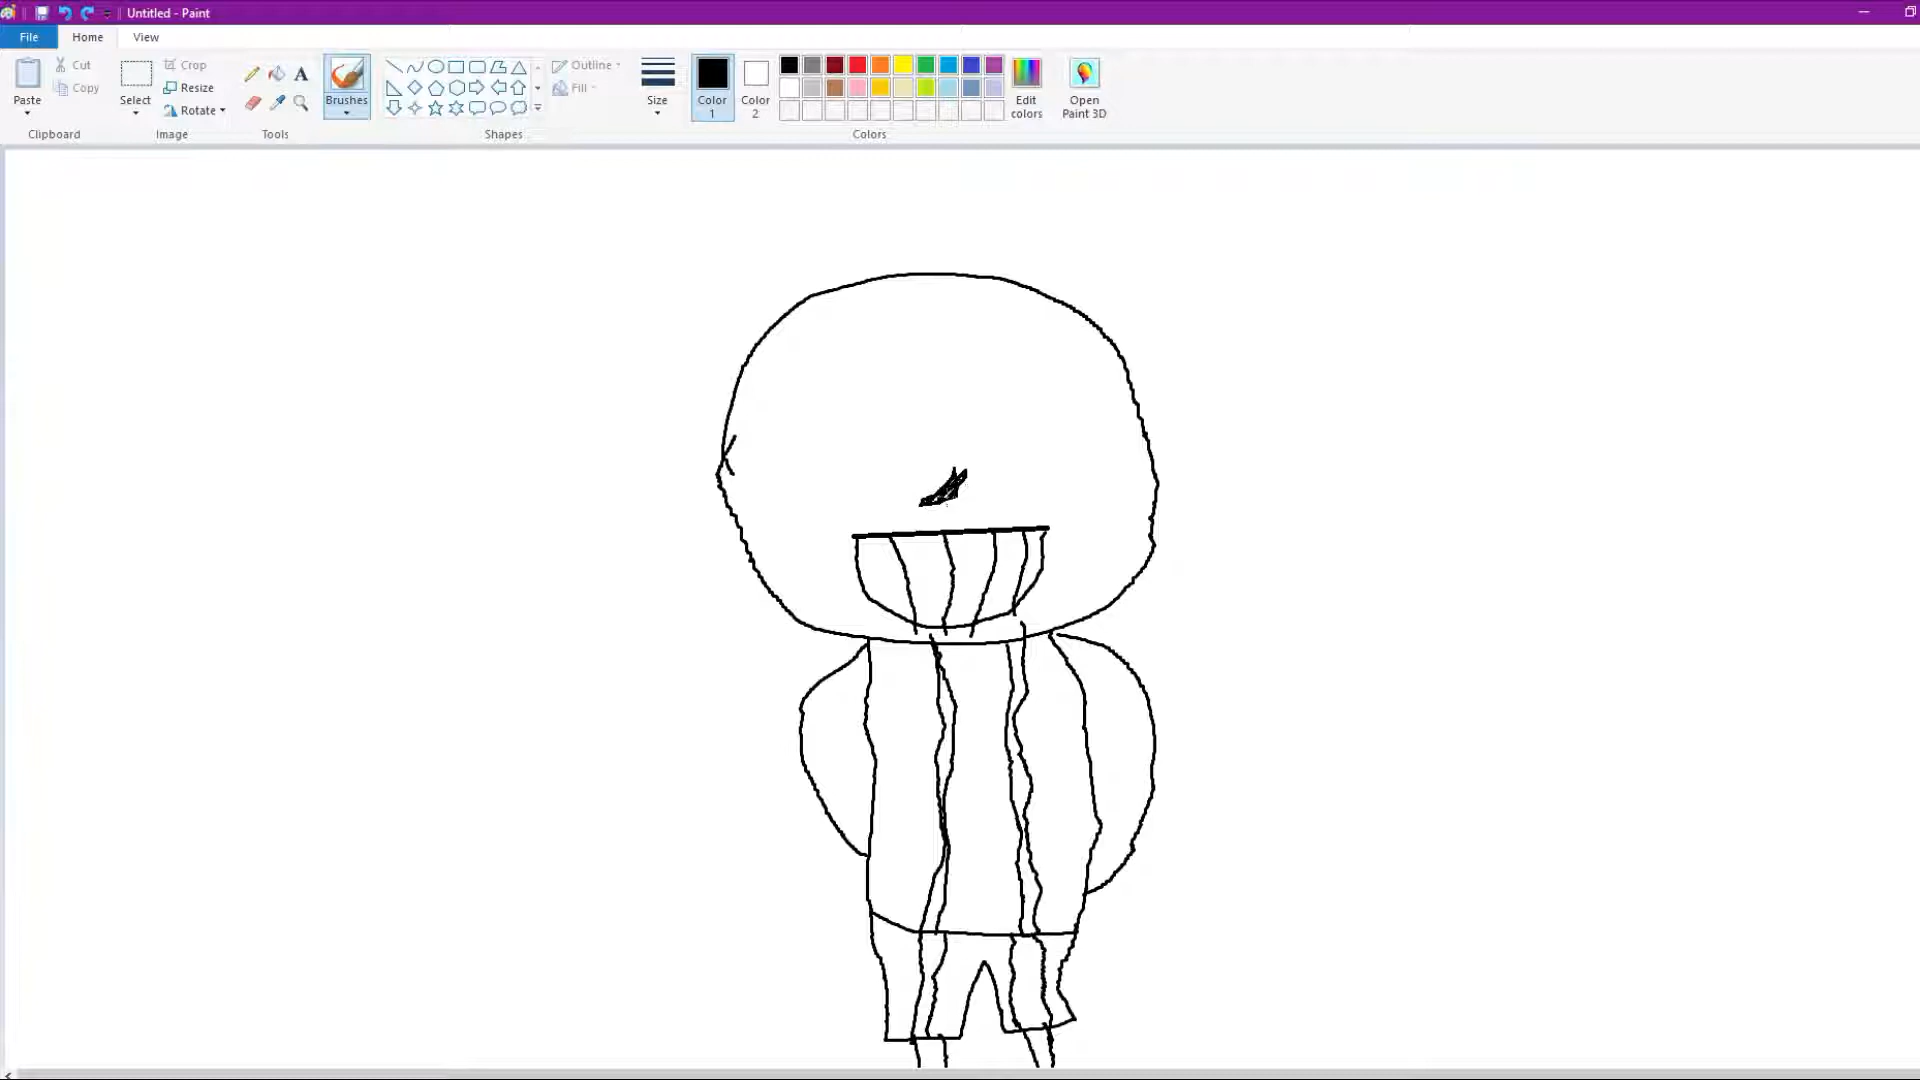 Untitled - Paint
File Home View
Paste Cut Copy Select Crop Resize Rotate A Brushes Outline Fill Size Color 1 Color 2 Edit colors Open Paint 3D
Clipboard Image Tools Shapes Colors